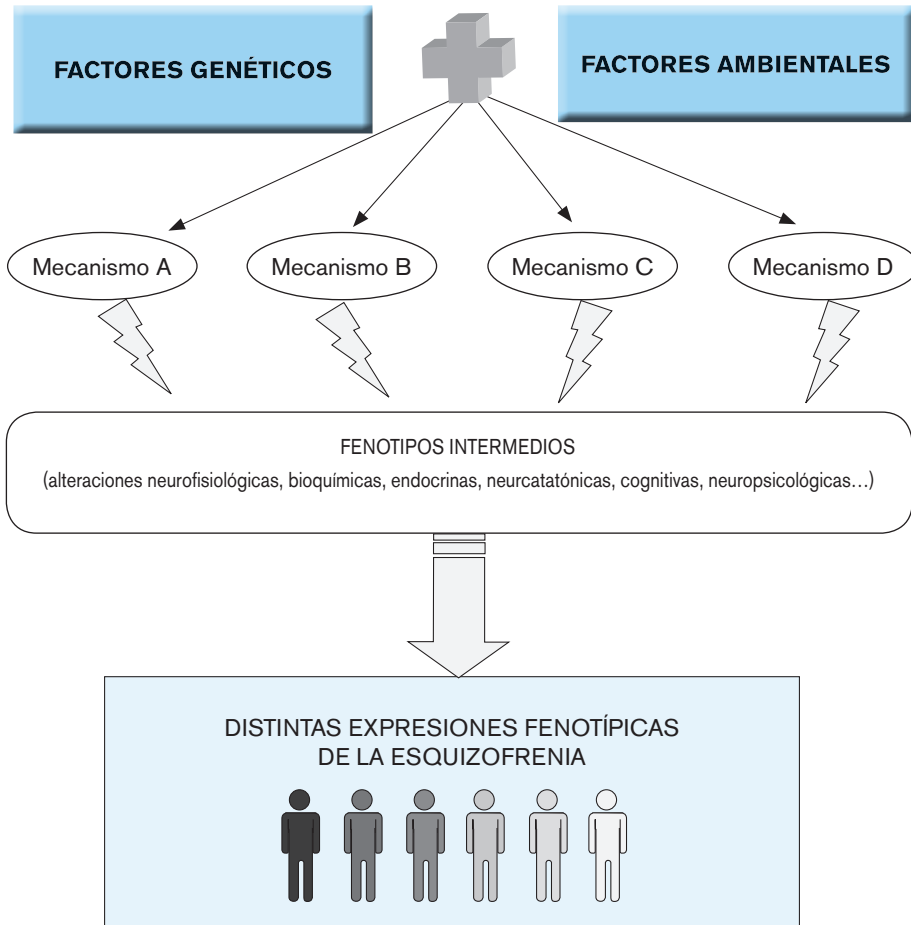 FACTORES GENÉTICOS
FACTORES AMBIENTALES
Mecanismo A
Mecanismo B
Mecanismo C
Mecanismo D
FENOTIPOS INTERMEDIOS
(alteraciones neurofisiológicas, bioquímicas, endocrinas, neurcatatónicas, cognitivas, neuropsicológicas…)
DISTINTAS EXPRESIONES FENOTÍPICAS
DE LA ESQUIZOFRENIA